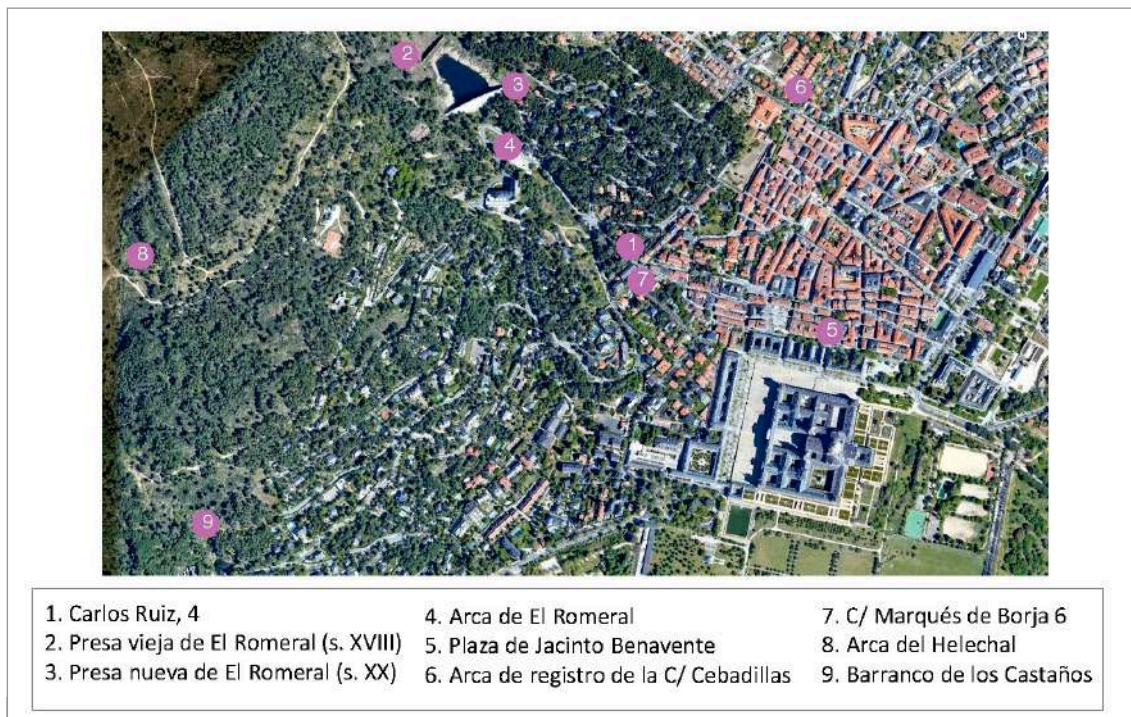 N
2
3
6
4
1
8
7
5
9
1. Carlos Ruiz, 4
2. Presa vieja de El Romeral (s. XVIII)
3. Presa nueva de El Romeral (s. XX)
4. Arca de El Romeral
5. Plaza de Jacinto Benavente
6. Arca de registro de la C/ Cebadillas
7. C/ Marqués de Borja 6
8. Arca del Helechal
9. Barranco de los Castaños